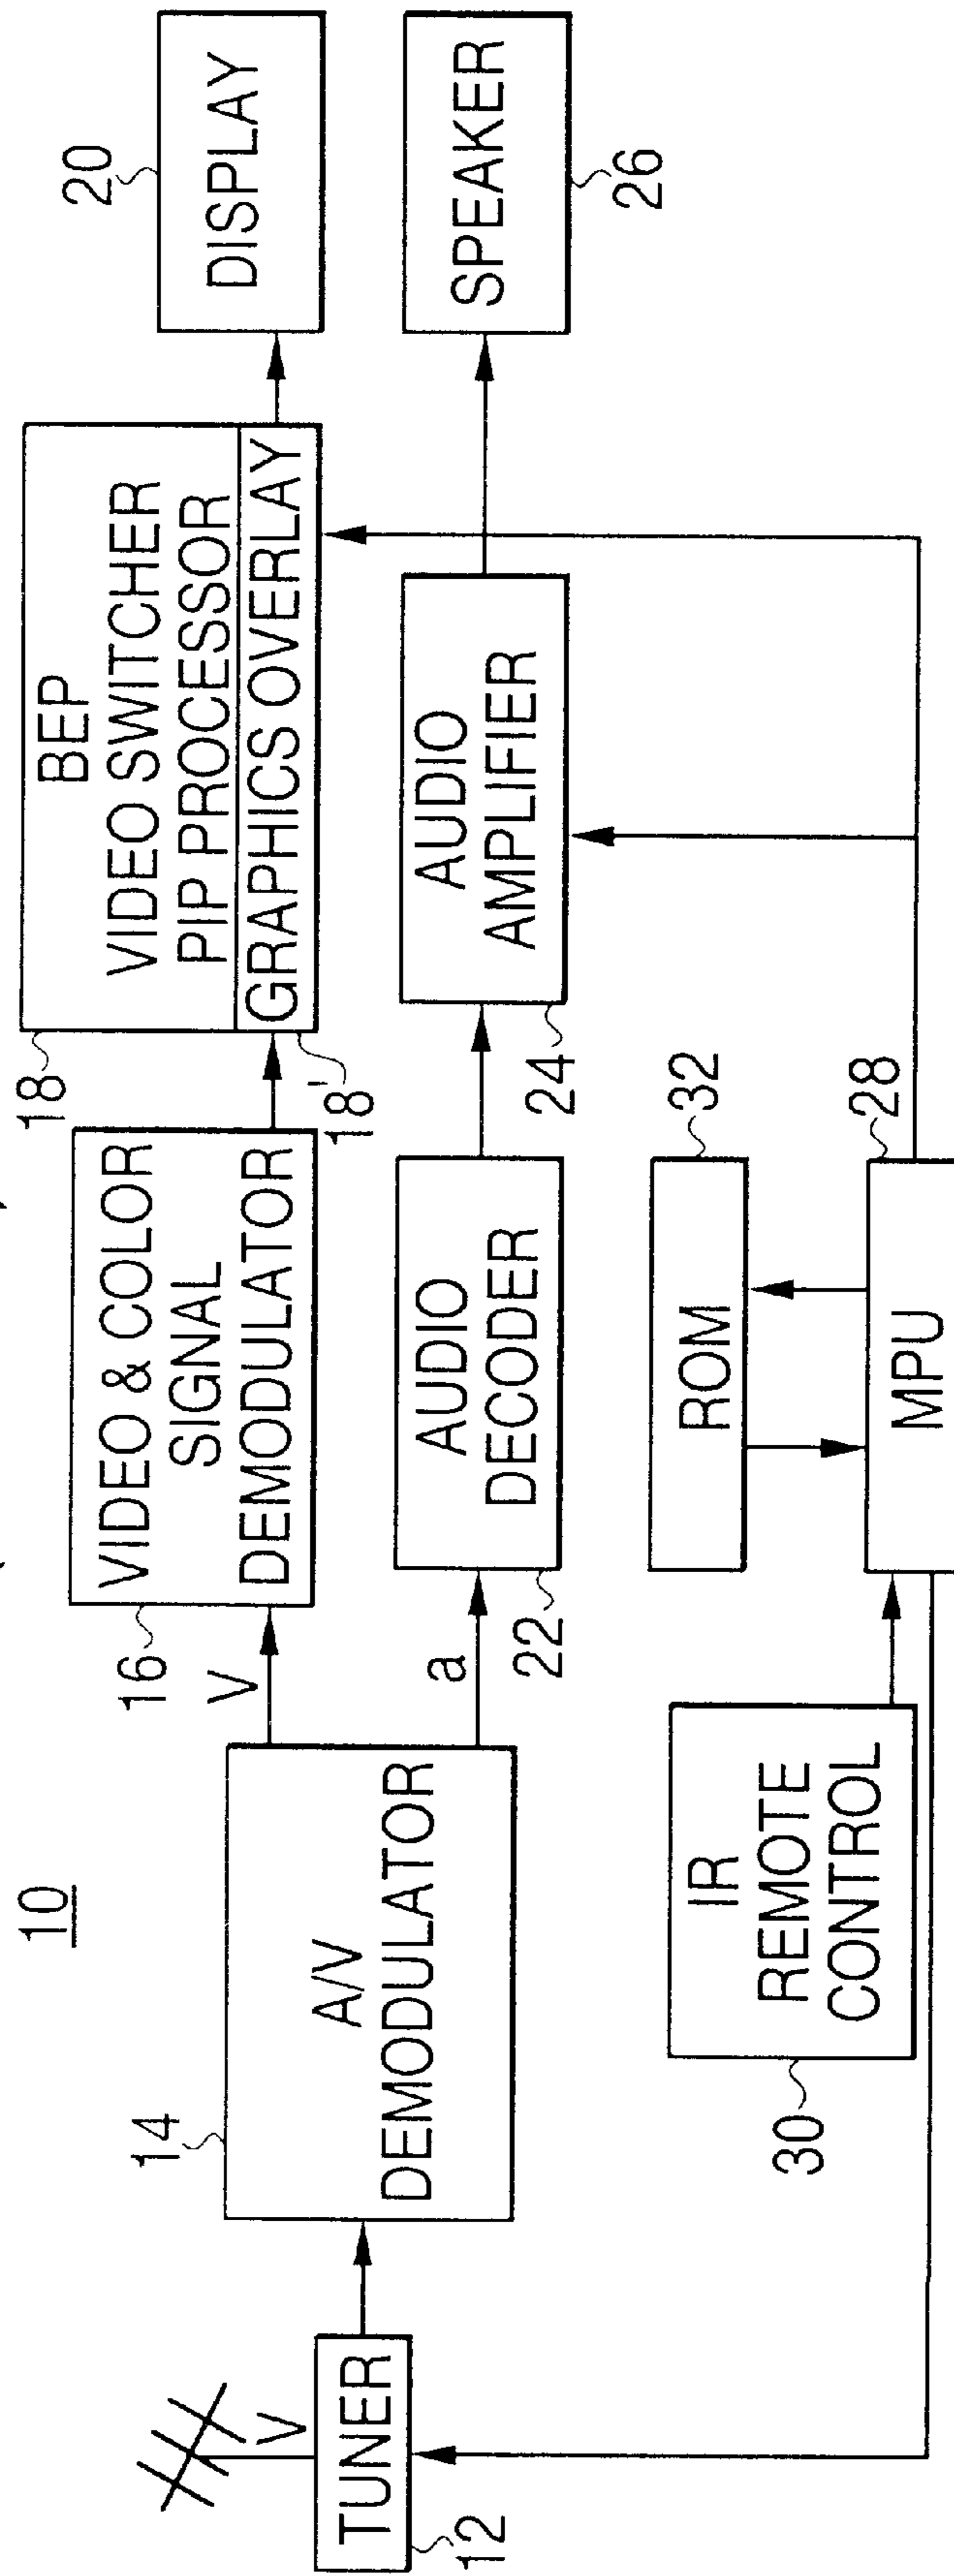 10
V
TUNER
12
14
A/V
DEMODULATOR
V
a
16
VIDEO & COLOR
SIGNAL
DEMODULATOR
18
BEP
VIDEO SWITCHER
PIP PROCESSOR
GRAPHICS OVERLAY
18'
20
DISPLAY
22
AUDIO
DECODER
24
AUDIO
AMPLIFIER
SPEAKER
26
30
IR
REMOTE
CONTROL
ROM
32
MPU
28